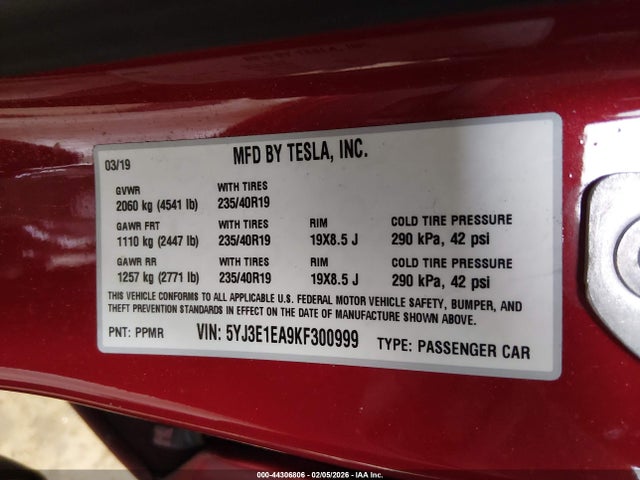 03/19 MFD BY TESLA, INC.
GVWR WITH TIRES
2060 kg (4541 lb) 235/40R19
GAWR FRT WITH TIRES RIM COLD TIRE PRESSURE
1110 kg (2447 lb) 235/40R19 19X8.5 J 290 kPa, 42 psi
GAWR RR WITH TIRES RIM COLD TIRE PRESSURE
1257 kg (2771 lb) 235/40R19 19X8.5 J 290 kPa, 42 psi
THIS VEHICLE CONFORMS TO ALL APPLICABLE U.S. FEDERAL MOTOR VEHICLE SAFETY, BUMPER, AND
THEFT PREVENTION STANDARDS IN EFFECT ON THE DATE OF MANUFACTURE SHOWN ABOVE.
PNT: PPMR VIN: 5YJ3E1EA9KF300999 TYPE: PASSENGER CAR
000-44306806 - 02/05/2026 - IAA Inc.